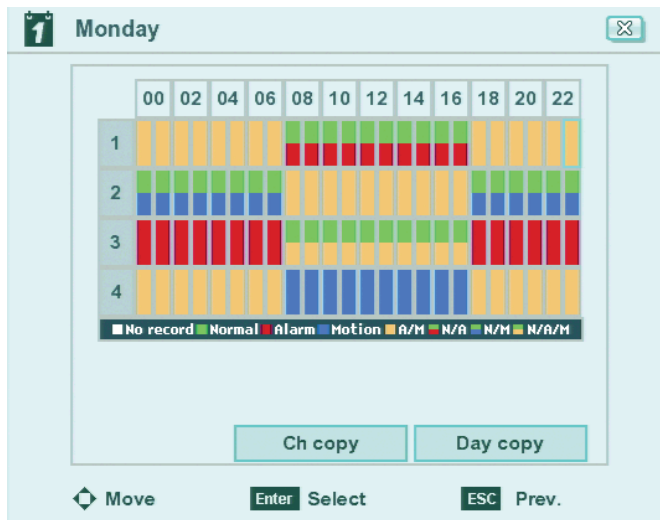 1 Monday
00 02 04 06 08 10 12 14 16 18 20 22
1
2
3
4
No record Normal Alarm Motion A/M N/A N/M N/A/M
Ch copy Day copy
Move Enter Select ESC Prev.